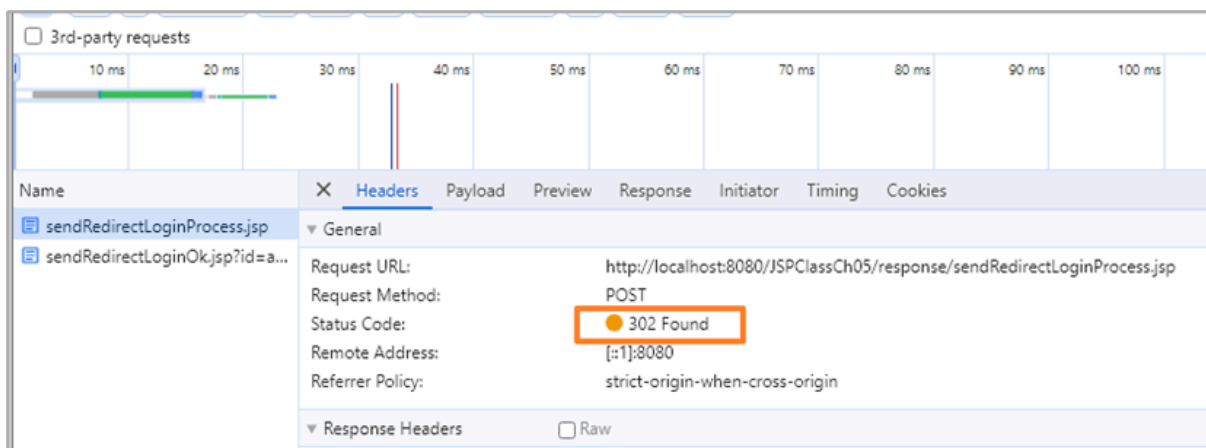 3rd-party requests
10 ms 20 ms 30 ms 40 ms 50 ms 60 ms 70 ms 80 ms 90 ms 100 ms
Name
sendRedirectLoginProcess.jsp
sendRedirectLoginOk.jsp?id=a...
Headers Payload Preview Response Initiator Timing Cookies
General
Request URL: http://localhost:8080/JSPClassCh05/response/sendRedirectLoginProcess.jsp
Request Method: POST
Status Code: 302 Found
Remote Address: [::1]:8080
Referrer Policy: strict-origin-when-cross-origin
Response Headers Raw